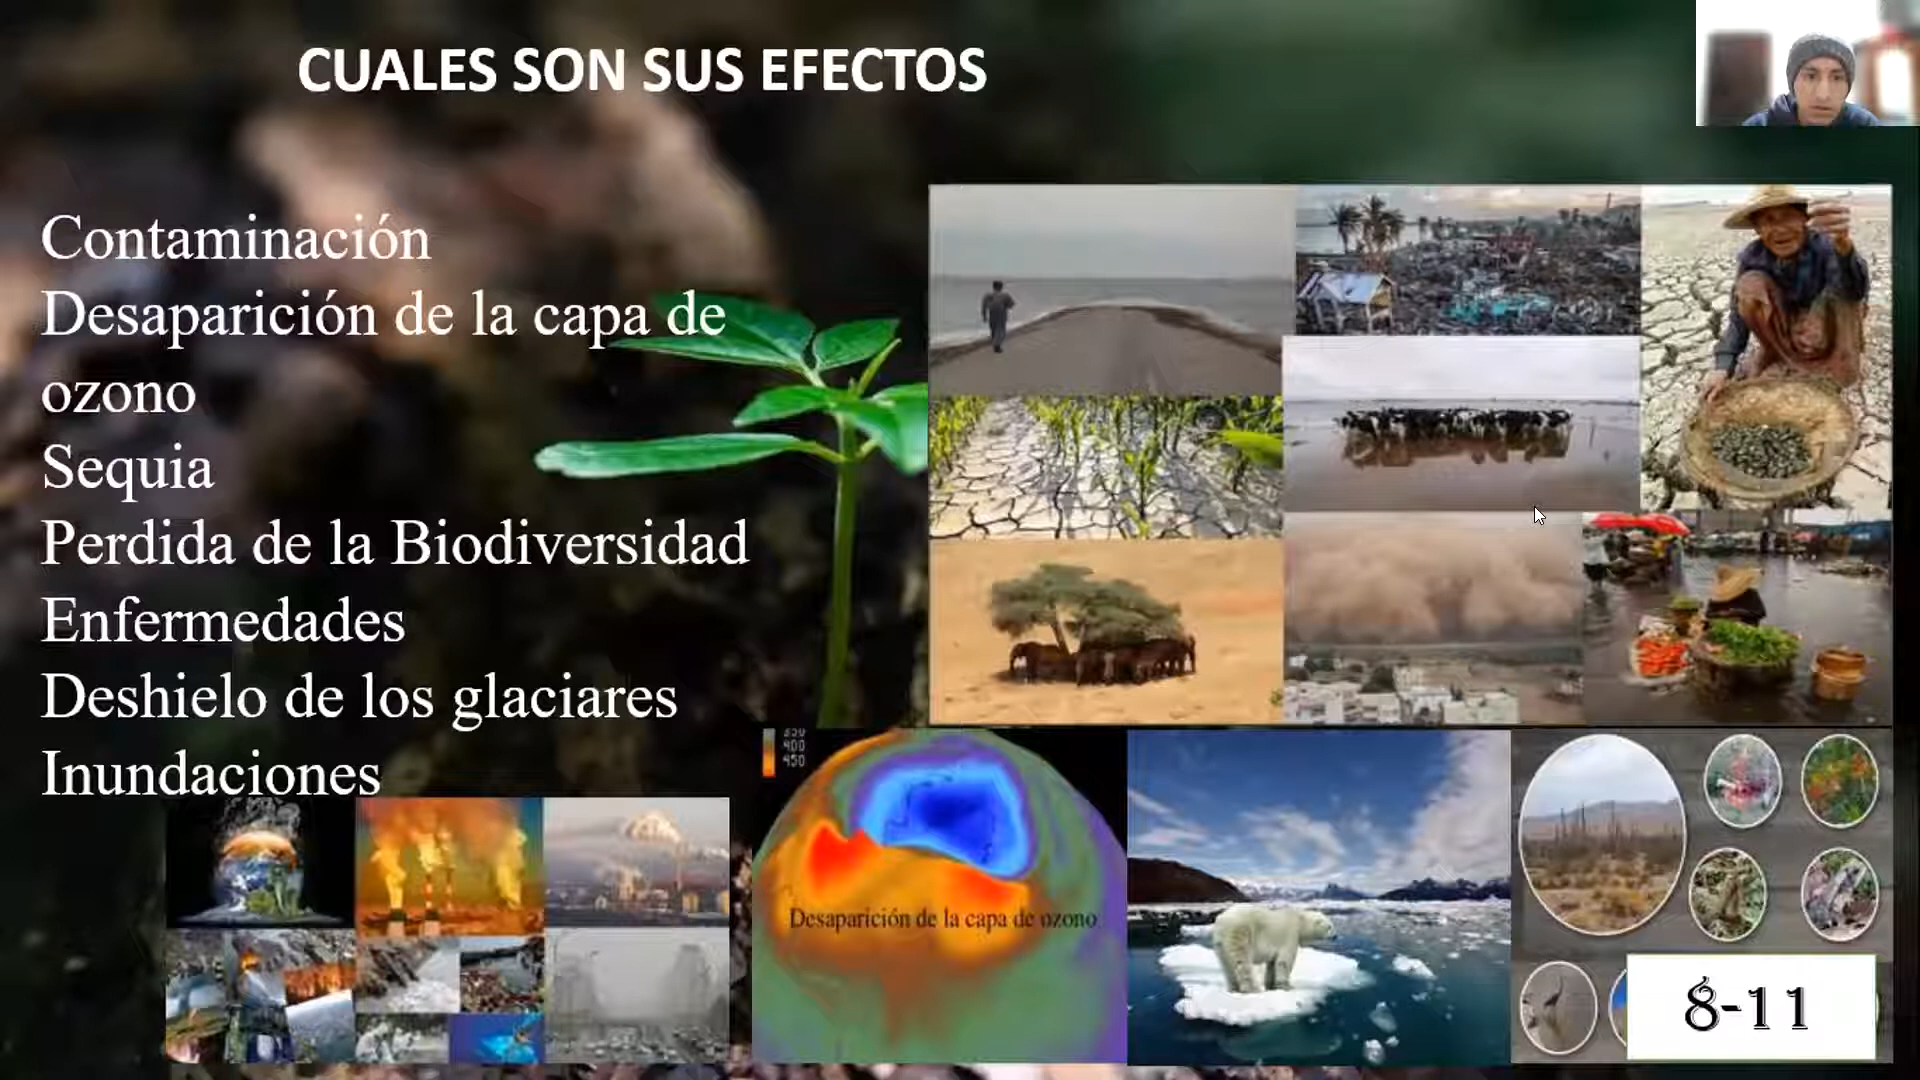 CUALES SON SUS EFECTOS
Contaminación
Desaparición de la capa de
ozono
Sequia
Perdida de la Biodiversidad
Enfermedades
Deshielo de los glaciares
Inundaciones
400
450
Desaparición de la capa de ozono
8-11